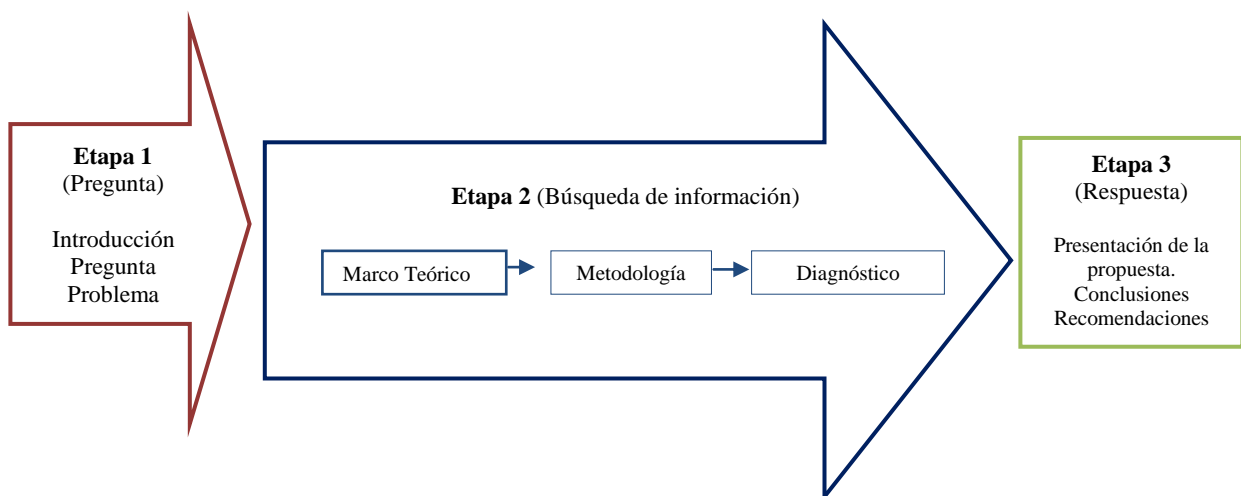 Etapa 1
(Pregunta)
Introducción
Pregunta
Problema
Etapa 2 (Búsqueda de información)
Marco Teórico
Metodología
Diagnóstico
Etapa 3
(Respuesta)
Presentación de la
propuesta.
Conclusiones
Recomendaciones